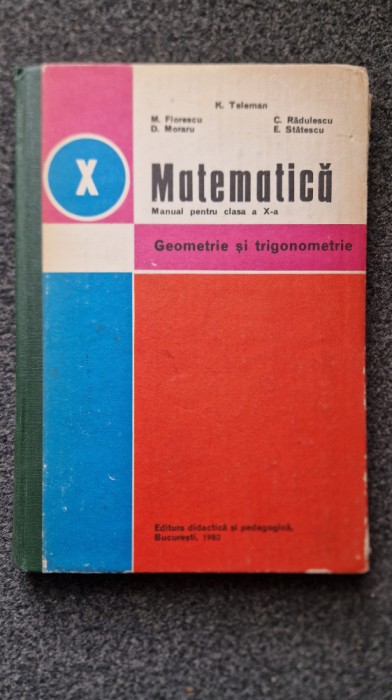 K. Teleman
M. Florescu C. Rădulescu
D. Moraru E. Stătescu
X
Matematică
Manual pentru clasa a X-a
Geometrie și trigonometrie
Editura didactică și pedagogică,
București, 1980